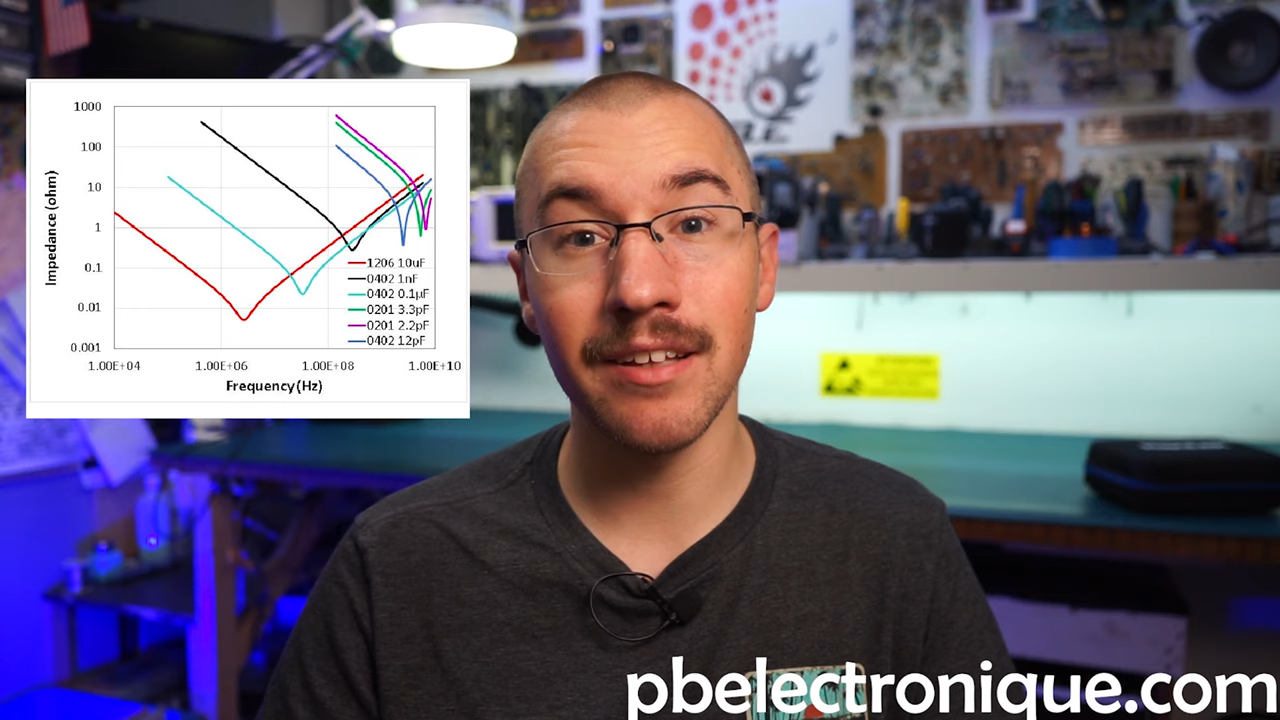 1000
100
10
1
0.1
0.01
0.001
Impedance (ohm)
1206 10uF
0402 1nF
0402 0.1µF
0201 3.3pF
0201 2.2pF
0402 12pF
1.00E+04
1.00E+06
1.00E+08
1.00E+10
Frequency (Hz)
pbelectronique.com